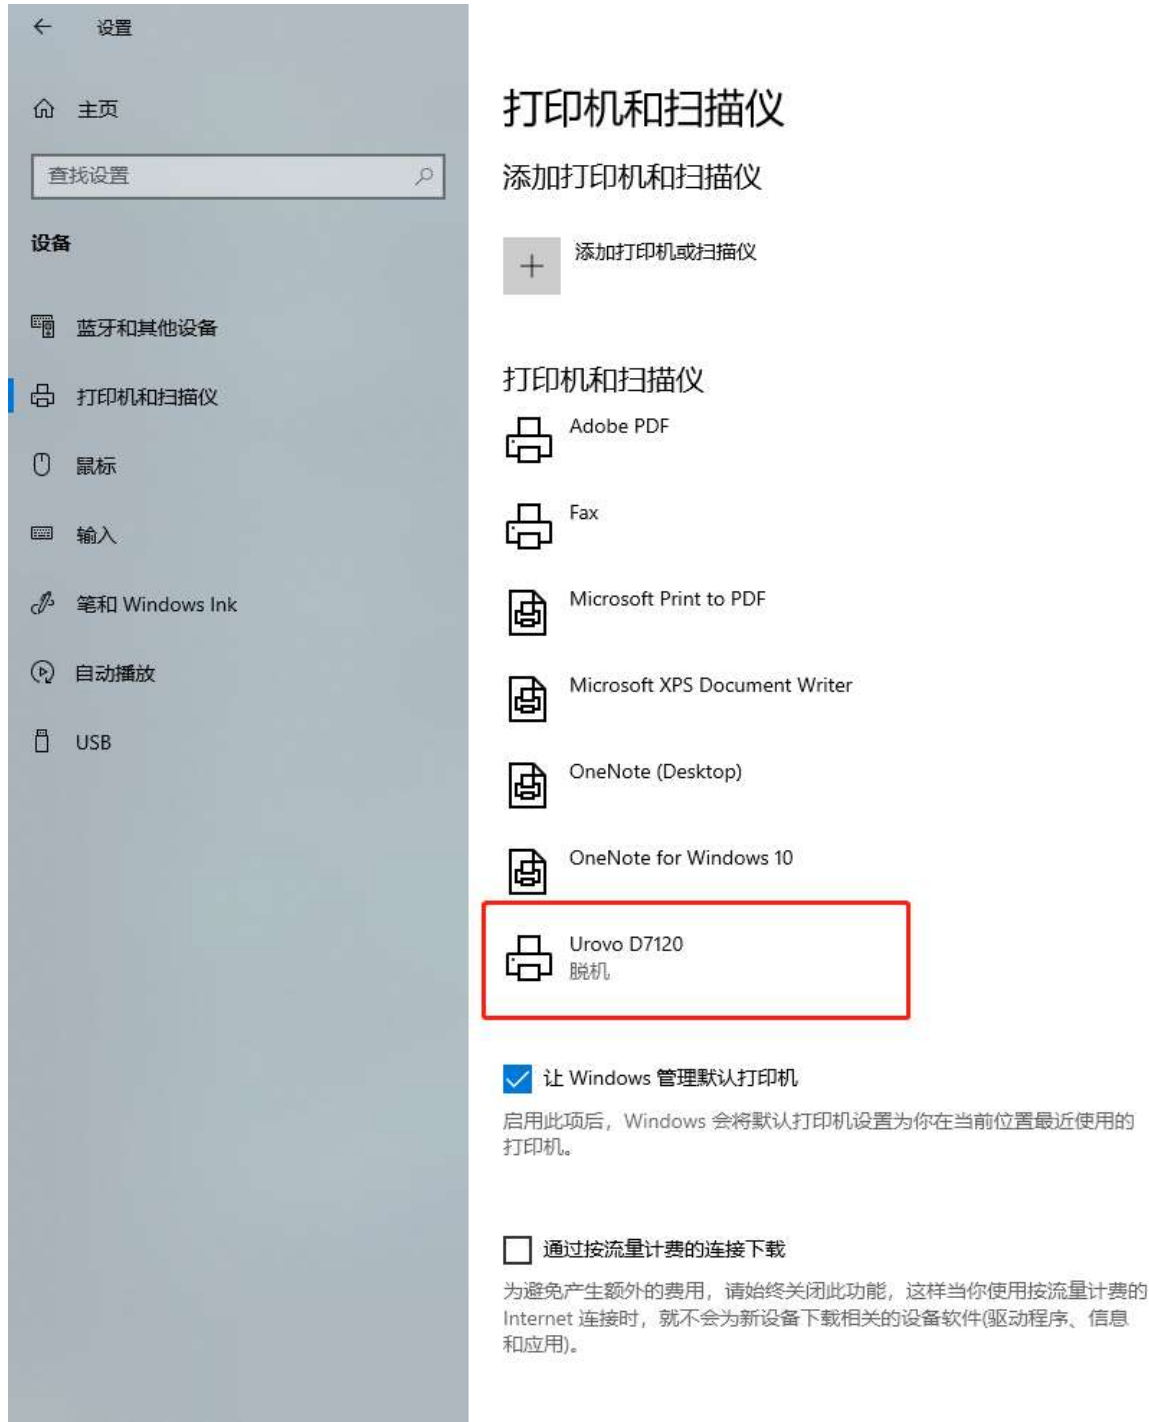 设置
主页
查找设置
设备
蓝牙和其他设备
打印机和扫描仪
鼠标
输入
笔和 Windows Ink
自动播放
USB
打印机和扫描仪
添加打印机和扫描仪
添加打印机或扫描仪
打印机和扫描仪
Adobe PDF
Fax
Microsoft Print to PDF
Microsoft XPS Document Writer
OneNote (Desktop)
OneNote for Windows 10
Urovo D7120
脱机
让 Windows 管理默认打印机
启用此项后，Windows 会将默认打印机设置为你在当前位置最近使用的
打印机。
通过按流量计费的连接下载
为避免产生额外的费用，请始终关闭此功能，这样当你使用按流量计费的
Internet 连接时，就不会为新设备下载相关的设备软件(驱动程序、信息
和应用)。